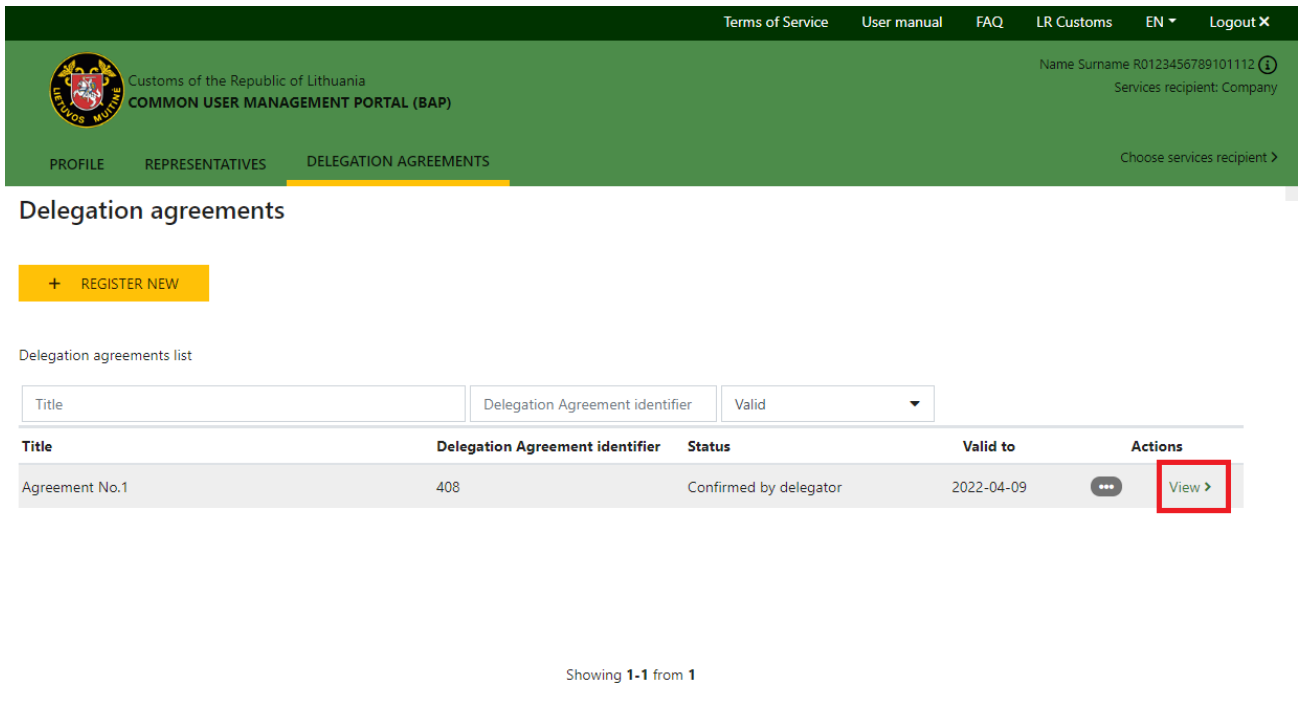 Terms of Service User manual FAQ LR Customs EN Logout ×
Name Surname R0123456789101112 i
Customs of the Republic of Lithuania
Services recipient: Company
COMMON USER MANAGEMENT PORTAL (BAP)
LIETUVOS MUITINĖ
PROFILE REPRESENTATIVES DELEGATION AGREEMENTS Choose services recipient >
Delegation agreements
+ REGISTER NEW
Delegation agreements list
Title Delegation Agreement identifier Valid
Title Delegation Agreement identifier Status Valid to Actions
Agreement No.1 408 Confirmed by delegator 2022-04-09 ••• View >
Showing 1-1 from 1